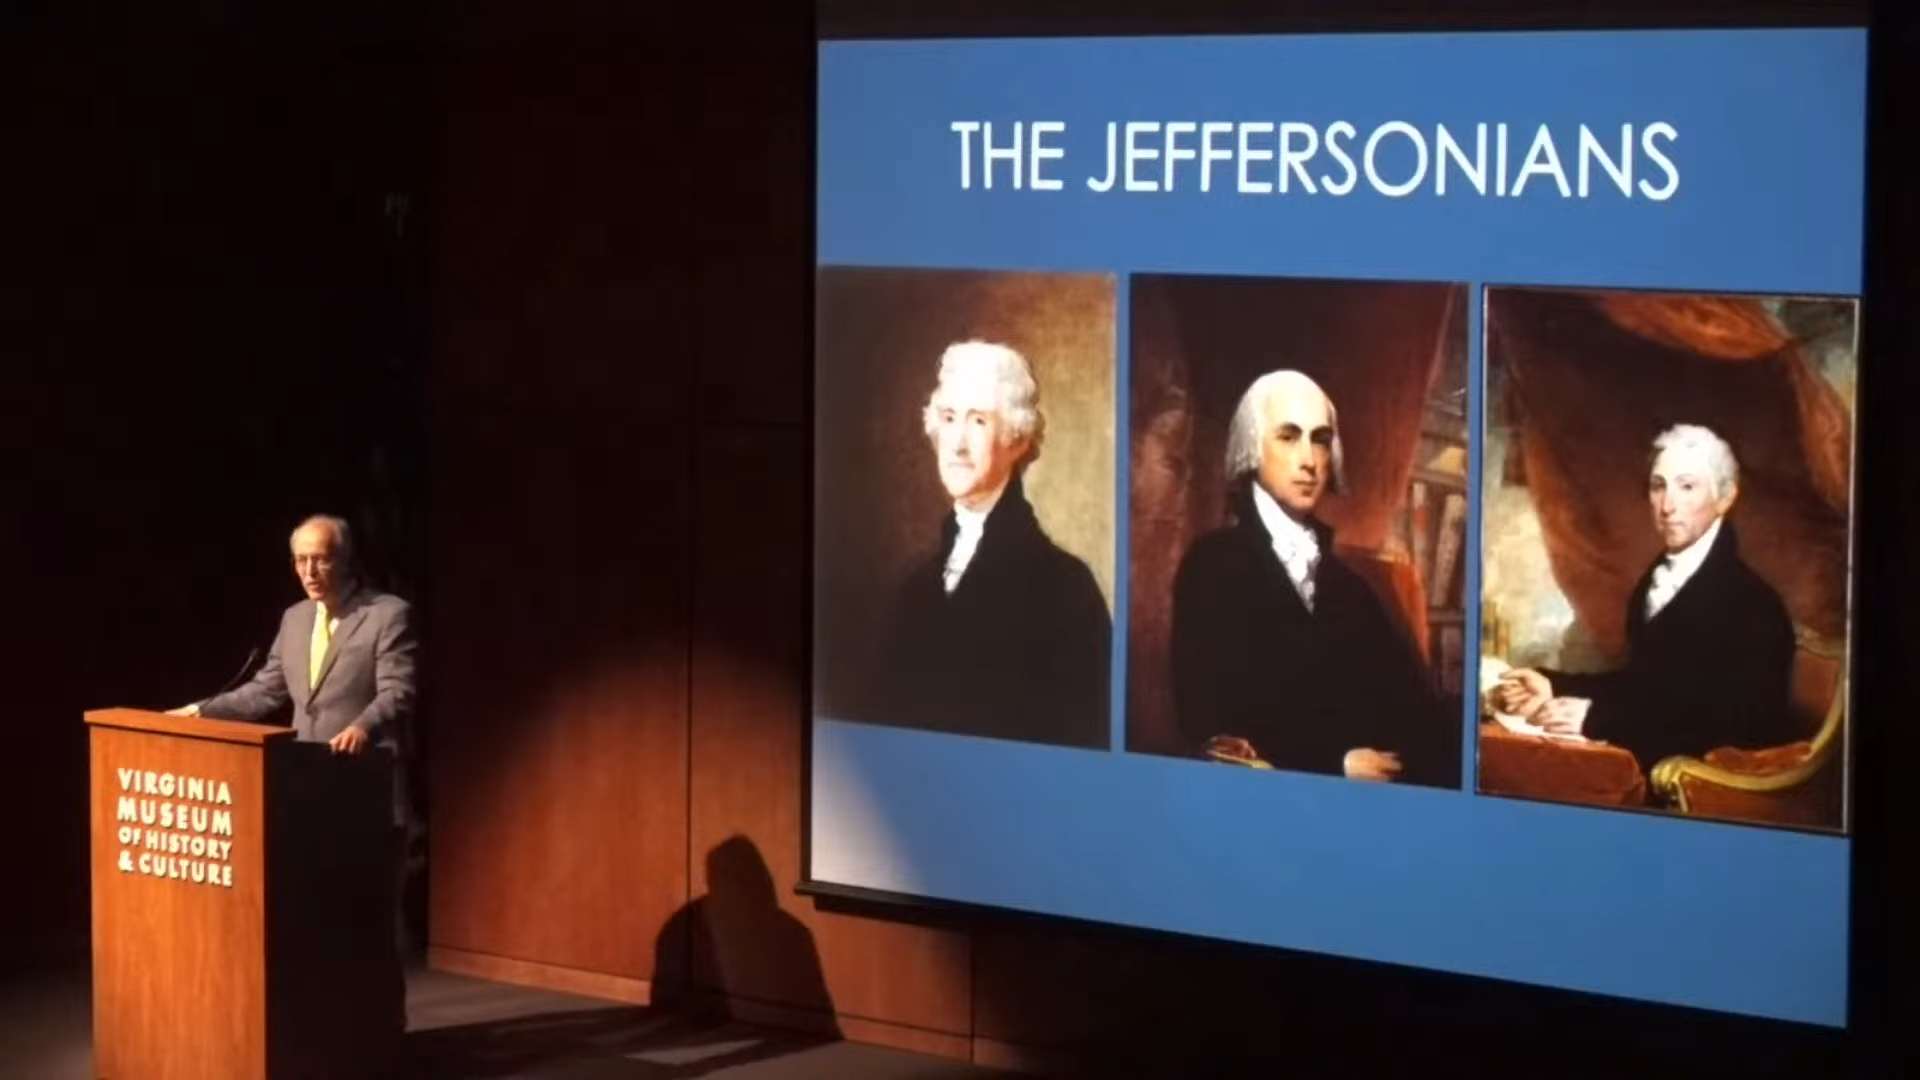 THE JEFFERSONIANS
VIRGINIA
MUSEUM
OF HISTORY
& CULTURE